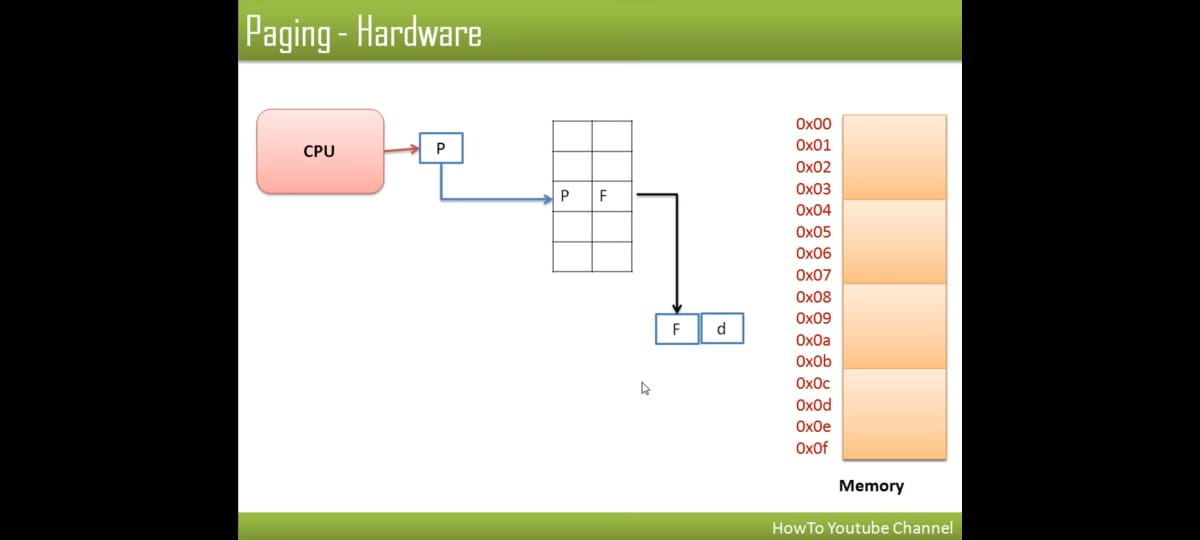 Paging - Hardware
CPU
P
P F
F d
0x00
0x01
0x02
0x03
0x04
0x05
0x06
0x07
0x08
0x09
0x0a
0x0b
0x0c
0x0d
0x0e
0x0f
Memory
HowTo Youtube Channel